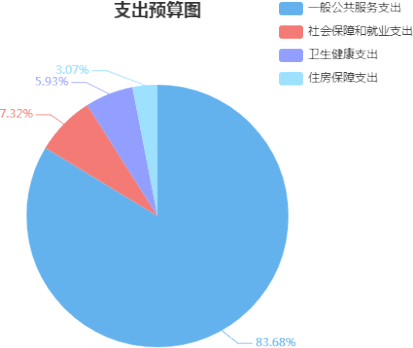 支出预算图
一般公共服务支出
社会保障和就业支出
卫生健康支出
住房保障支出
3.07%
5.93%
7.32%
83.68%